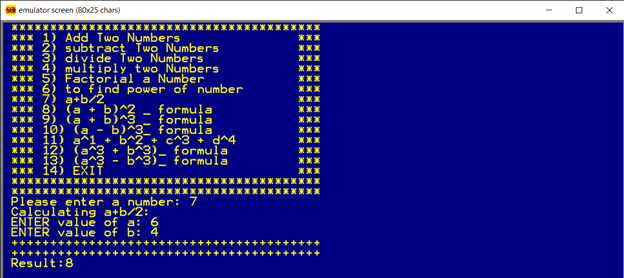 emulator screen (80x25 chars)
****************************************
*** 1) Add Two Numbers               ***
*** 2) subtract Two Numbers          ***
*** 3) divide Two Numbers            ***
*** 4) multiply two Numbers          ***
*** 5) Factorial a Number            ***
*** 6) to find power of number       ***
*** 7) a+b/2                         ***
*** 8) (a + b)^2 _ formula           ***
*** 9) (a + b)^3 _ formula           ***
*** 10) (a - b)^3_ formula           ***
*** 11) a^1 + b^2 + c^3 + d^4        ***
*** 12) (a^3 + b^3)_ formula         ***
*** 13) (a^3 - b^3)_ formula         ***
*** 14) EXIT                         ***
****************************************
****************************************
Please enter a number: 7
Calculating a+b/2:
ENTER value of a: 6
ENTER value of b: 4
++++++++++++++++++++++++++++++++++++++++
++++++++++++++++++++++++++++++++++++++++
Result:8